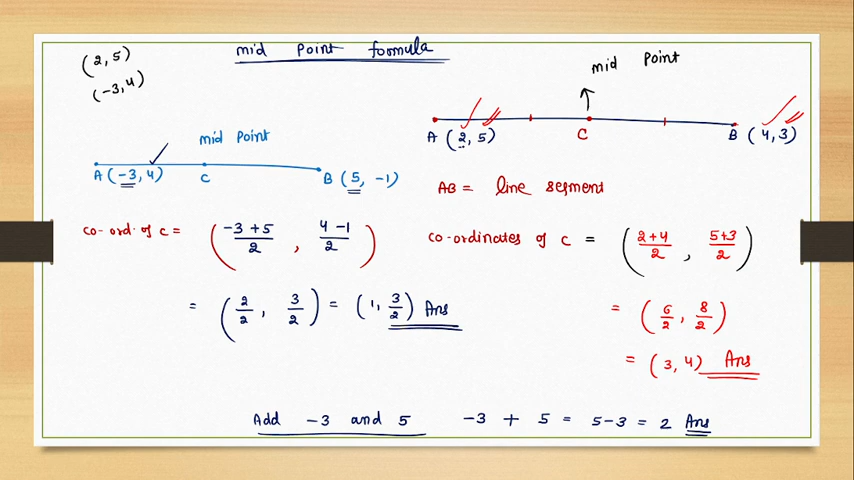 mid Point formula
(2, 5)
(-3, 4)
mid Point
A (-3, 4) C B (5, -1)
co-ord. of c = ( -3 + 5 / 2 , 4 - 1 / 2 )
= ( 2/2 , 3/2 ) = ( 1, 3/2 ) Ans
mid Point
A (2, 5) C B (4, 3)
AB = line segment
co-ordinates of c = ( 2+4 / 2 , 5+3 / 2 )
= ( 6/2 , 8/2 )
= (3, 4) Ans
Add -3 and 5 -3 + 5 = 5-3 = 2 Ans